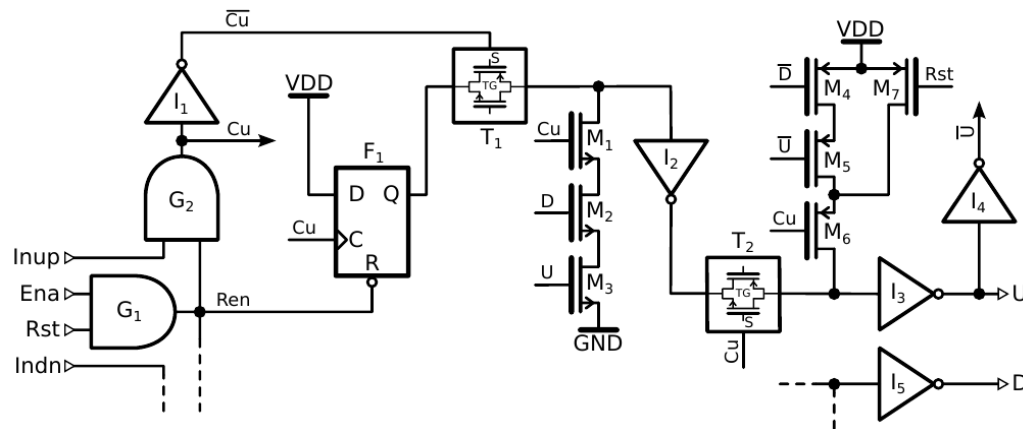 C̅u̅
VDD
VDD
S
TG
T1
I1
Cu
F1
D
Q
Cu
C
R
G2
Inup
Ena
Rst
G1
Ren
Indn
Cu
M1
D
M2
U
M3
GND
I2
T2
TG
S
Cu
D̅
M4
M7
Rst
U̅
M5
Cu
M6
U̅
I4
I3
U
I5
D